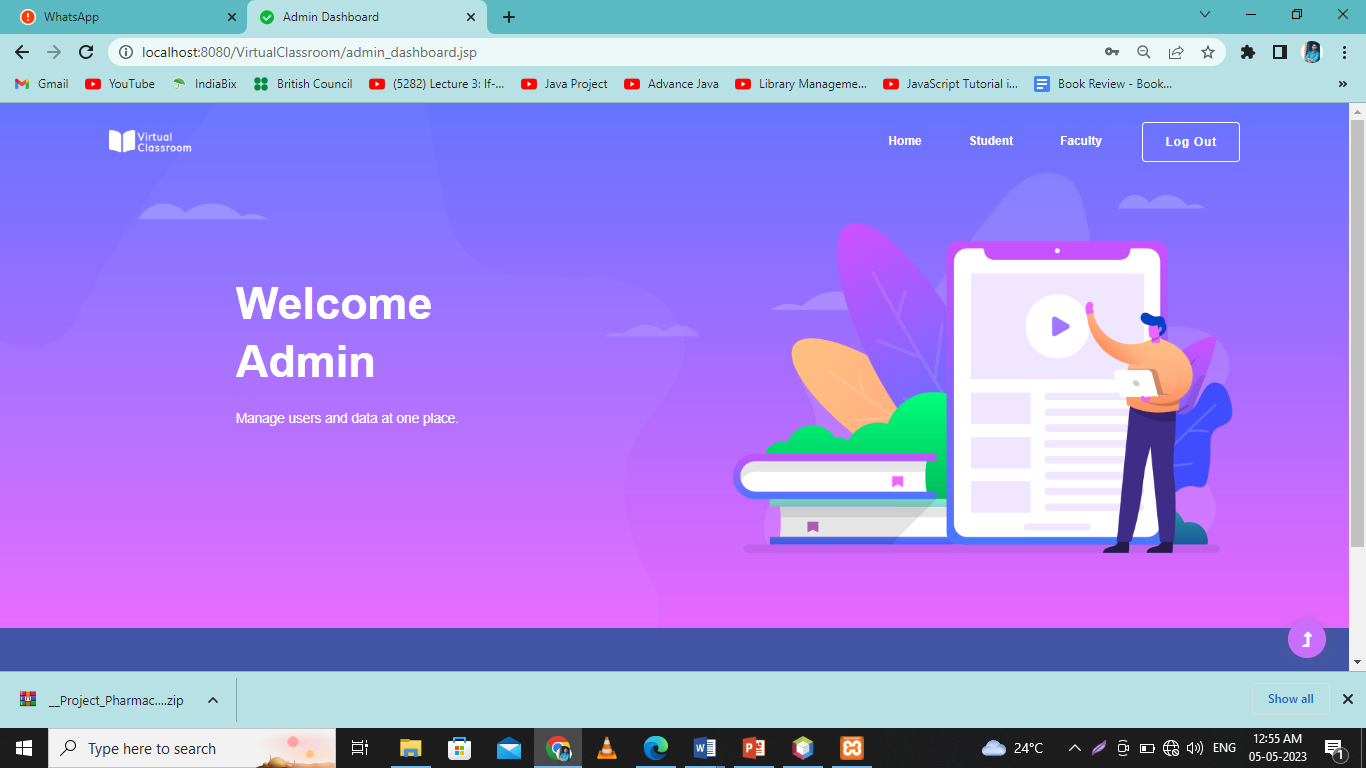 WhatsApp
Admin Dashboard
localhost:8080/VirtualClassroom/admin_dashboard.jsp
Gmail
YouTube
IndiaBix
British Council
(5282) Lecture 3: If-...
Java Project
Advance Java
Library Manageme...
JavaScript Tutorial i...
Book Review - Book...
Virtual
Classroom
Home
Student
Faculty
Log Out
Welcome
Admin
Manage users and data at one place.
__Project_Pharmac....zip
Show all
Type here to search
24°C
ENG
12:55 AM
05-05-2023
1